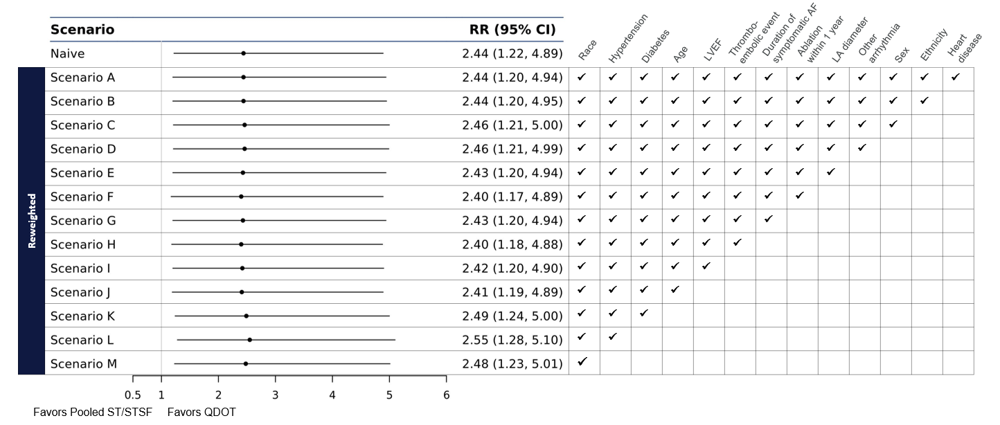 Scenario RR (95% CI) Race Hypertension Diabetes Age LVEF Thrombo-embolic event Duration of symptomatic AF Ablation within 1 year LA diameter Other arrhythmia Sex Ethnicity Heart disease
Naive 2.44 (1.22, 4.89)
Reweighted
Scenario A 2.44 (1.20, 4.94) ✔ ✔ ✔ ✔ ✔ ✔ ✔ ✔ ✔ ✔ ✔ ✔ ✔
Scenario B 2.44 (1.20, 4.95) ✔ ✔ ✔ ✔ ✔ ✔ ✔ ✔ ✔ ✔ ✔ ✔
Scenario C 2.46 (1.21, 5.00) ✔ ✔ ✔ ✔ ✔ ✔ ✔ ✔ ✔ ✔ ✔
Scenario D 2.46 (1.21, 4.99) ✔ ✔ ✔ ✔ ✔ ✔ ✔ ✔ ✔ ✔
Scenario E 2.43 (1.20, 4.94) ✔ ✔ ✔ ✔ ✔ ✔ ✔ ✔ ✔
Scenario F 2.40 (1.17, 4.89) ✔ ✔ ✔ ✔ ✔ ✔ ✔ ✔
Scenario G 2.43 (1.20, 4.94) ✔ ✔ ✔ ✔ ✔ ✔ ✔
Scenario H 2.40 (1.18, 4.88) ✔ ✔ ✔ ✔ ✔ ✔
Scenario I 2.42 (1.20, 4.90) ✔ ✔ ✔ ✔ ✔
Scenario J 2.41 (1.19, 4.89) ✔ ✔ ✔ ✔
Scenario K 2.49 (1.24, 5.00) ✔ ✔ ✔
Scenario L 2.55 (1.28, 5.10) ✔ ✔
Scenario M 2.48 (1.23, 5.01) ✔
0.5 1 2 3 4 5 6
Favors Pooled ST/STSF Favors QDOT